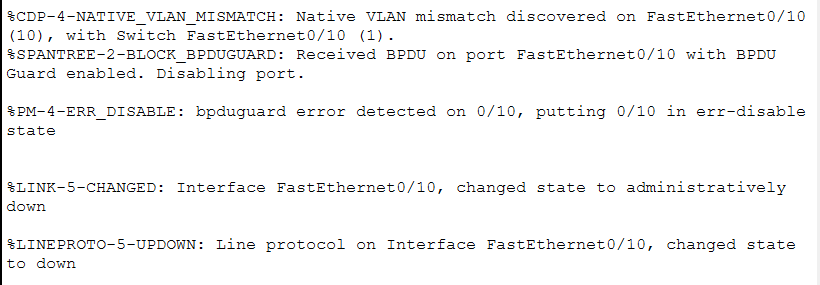 %CDP-4-NATIVE_VLAN_MISMATCH: Native VLAN mismatch discovered on FastEthernet0/10
(10), with Switch FastEthernet0/10 (1).
%SPANTREE-2-BLOCK_BPDUGUARD: Received BPDU on port FastEthernet0/10 with BPDU
Guard enabled. Disabling port.
%PM-4-ERR_DISABLE: bpduguard error detected on 0/10, putting 0/10 in err-disable
state
%LINK-5-CHANGED: Interface FastEthernet0/10, changed state to administratively
down
%LINEPROTO-5-UPDOWN: Line protocol on Interface FastEthernet0/10, changed state
to down